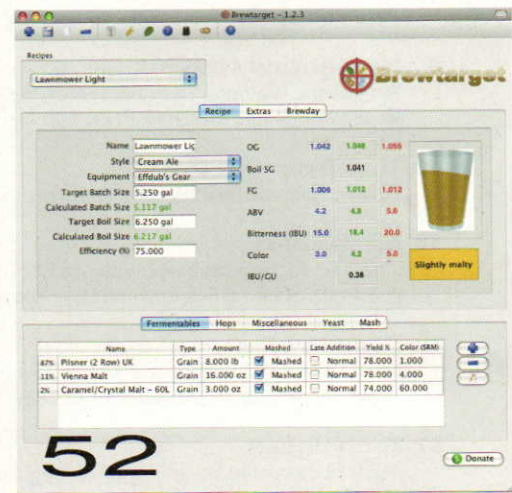 Brewtarget - 1.2.3
Recipes
Lawnmower Light
Brewtarget
Recipe Extras Brewday
Name Lawnmower Lig
Style Cream Ale
Equipment Effdub's Gear
Target Batch Size 5.250 gal
Calculated Batch Size 5.117 gal
Target Boil Size 6.250 gal
Calculated Boil Size 6.217 gal
Efficiency (%) 75.000
OG 1.042 1.048 1.055
Boil SG 1.041
FG 1.006 1.012 1.012
ABV 4.2 4.8 5.6
Bitterness (IBU) 15.0 18.4 20.0
Color 3.0 4.2 5.0
IBU/GU 0.38
Slightly malty
Fermentables Hops Miscellaneous Yeast Mash
Name Type Amount Mashed Late Addition Yield % Color (SRM)
87% Pilsner (2 Row) UK Grain 8.000 lb Mashed Normal 78.000 1.000
11% Vienna Malt Grain 16.000 oz Mashed Normal 78.000 4.000
2% Caramel/Crystal Malt - 60L Grain 3.000 oz Mashed Normal 74.000 60.000
52
Donate